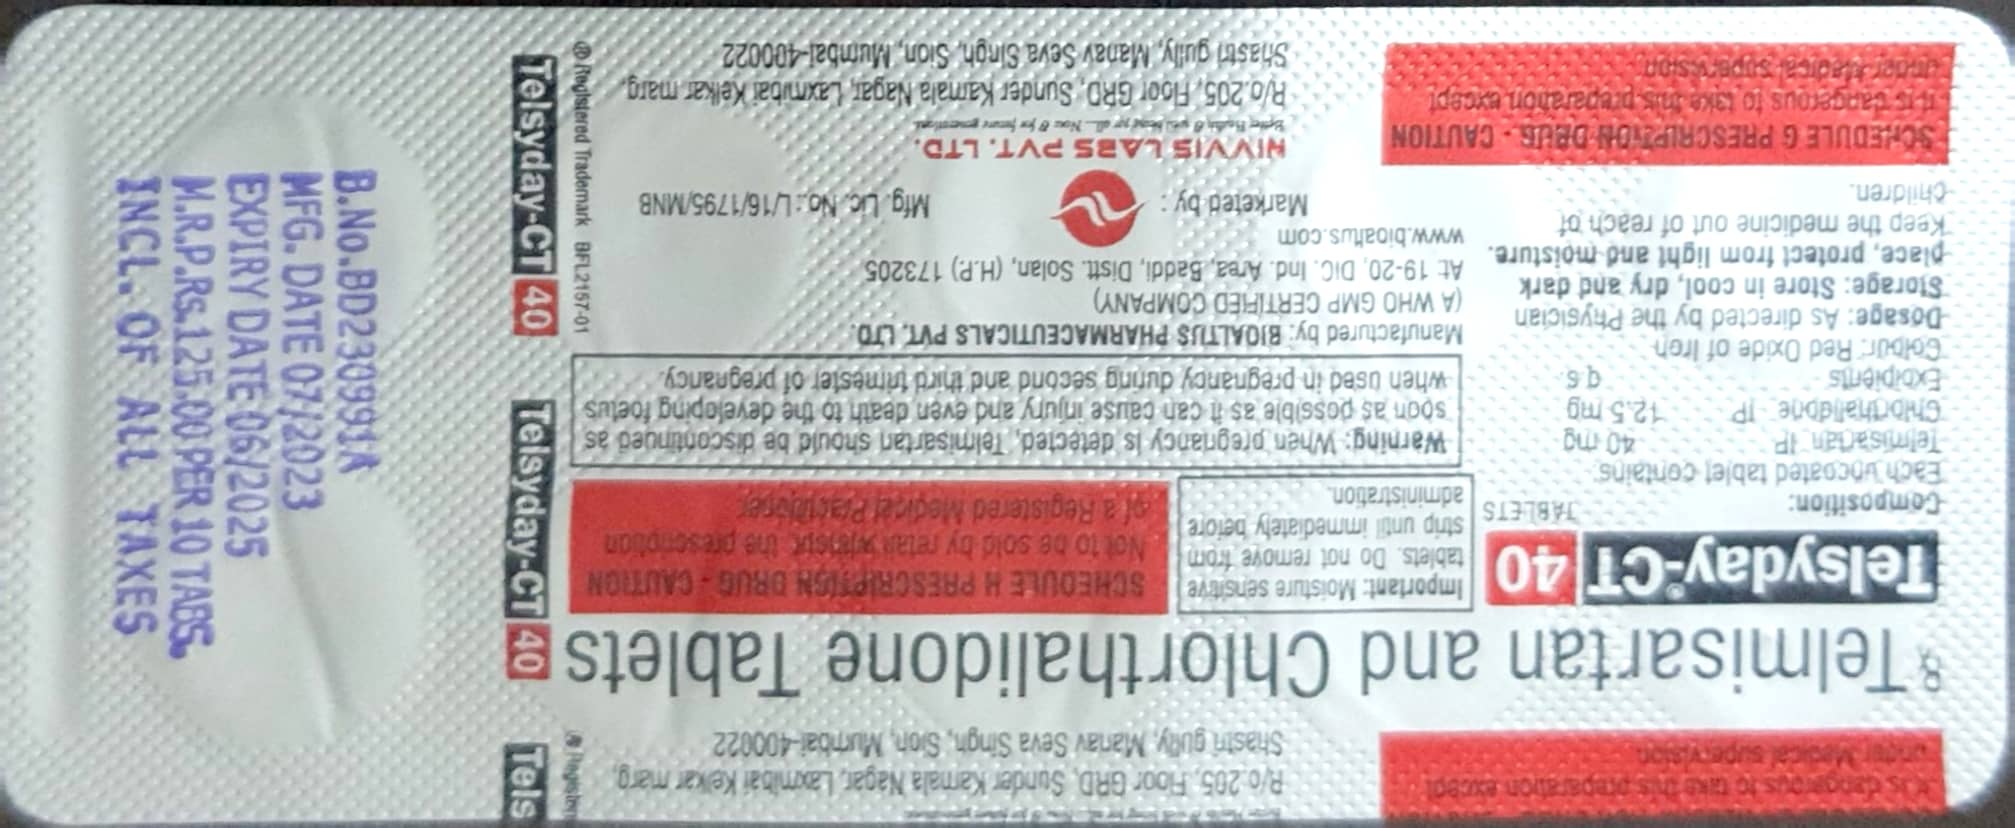 It is dangerous to take this preparation except
under Medical supervision
R/o.205, Floor GRD, Sunder Kamala Nagar, Laxmibai Kelkar marg,
Shastri gully, Manav Seva Singh, Sion, Mumbai-400022
Rx Telmisartan and Chlorthalidone Tablets
Telsyday®-CT 40
TABLETS
Composition:
Each uncoated tablet contains:
Telmisartan IP 40 mg
Chlorthalidone IP 12.5 mg
Excipients q.s.
Colour: Red Oxide of Iron
Dosage: As directed by the Physician
Storage: Store in cool, dry and dark
place, protect from light and moisture.
Keep the medicine out of reach of
children.
SCHEDULE G PRESCRIPTION DRUG - CAUTION
It is dangerous to take this preparation except
under Medical supervision
Important: Moisture sensitive
tablets. Do not remove from
strip until immediately before
administration.
SCHEDULE H PRESCRIPTION DRUG - CAUTION
Not to be sold by retail without the prescription
of a Registered Medical Practitioner.
Warning: When pregnancy is detected, Telmisartan should be discontinued as
soon as possible as it can cause injury and even death to the developing foetus
when used in pregnancy during second and third trimester of pregnancy.
Manufactured by: BIOALTUS PHARMACEUTICALS PVT. LTD.
(A WHO GMP CERTIFIED COMPANY)
At: 19-20, DIC. Ind. Area, Baddi, Distt. Solan, (H.P.) 173205
www.bioaltus.com
Marketed by :
Mfg. Lic. No.: L/16/1795/MNB
NIVVIS LABS PVT. LTD.
Better Health & well being for all... Now & for future generations.
R/o.205, Floor GRD, Sunder Kamala Nagar, Laxmibai Kelkar marg,
Shastri gully, Manav Seva Singh, Sion, Mumbai-400022
® Registered Trademark BFL2157-01
Telsyday-CT 40
Telsyday-CT 40
Tels
® Register
B.No.BD230991A
MFG. DATE 07/2023
EXPIRY DATE 06/2025
M.R.P.Rs.125.00 PER 10 TABS.
INCL. OF ALL TAXES